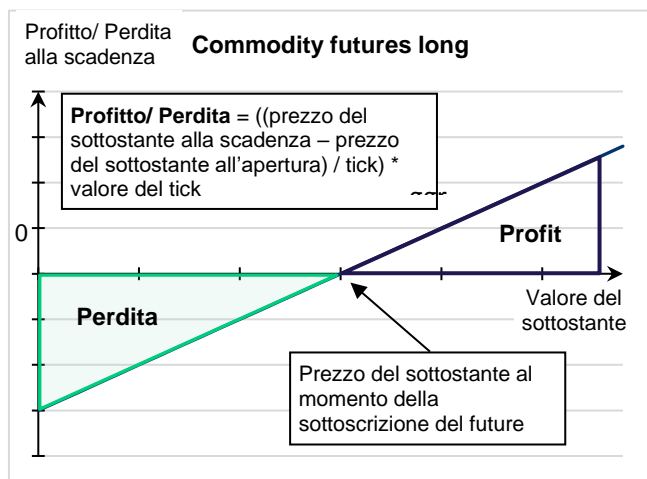 Profitto/ Perdita
alla scadenza
Commodity futures long
Profitto/ Perdita = ((prezzo del
sottostante alla scadenza – prezzo
del sottostante all'apertura) / tick) *
valore del tick
0
Profit
Perdita
Valore del
sottostante
Prezzo del sottostante al
momento della
sottoscrizione del future